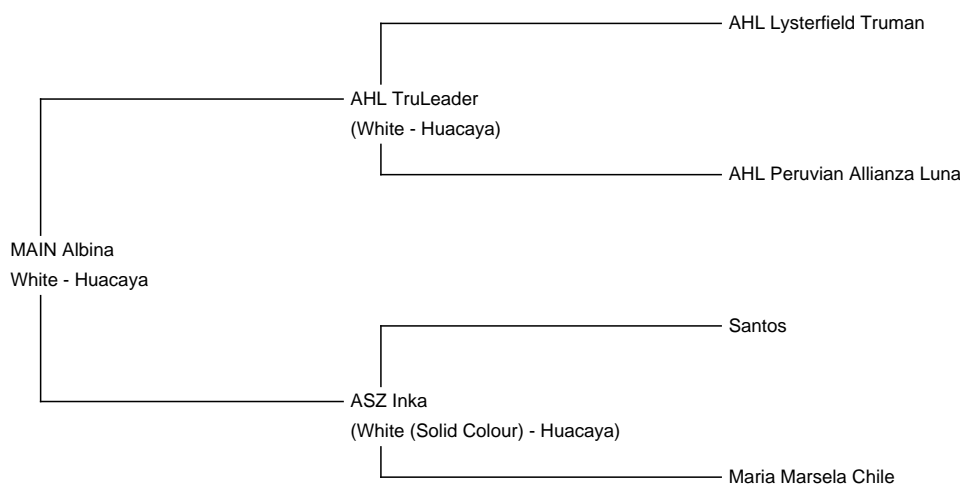 AHL Lysterfield Truman
AHL TruLeader
(White - Huacaya)
AHL Peruvian Allianza Luna
MAIN Albina
White - Huacaya
Santos
ASZ Inka
(White (Solid Colour) - Huacaya)
Maria Marsela Chile